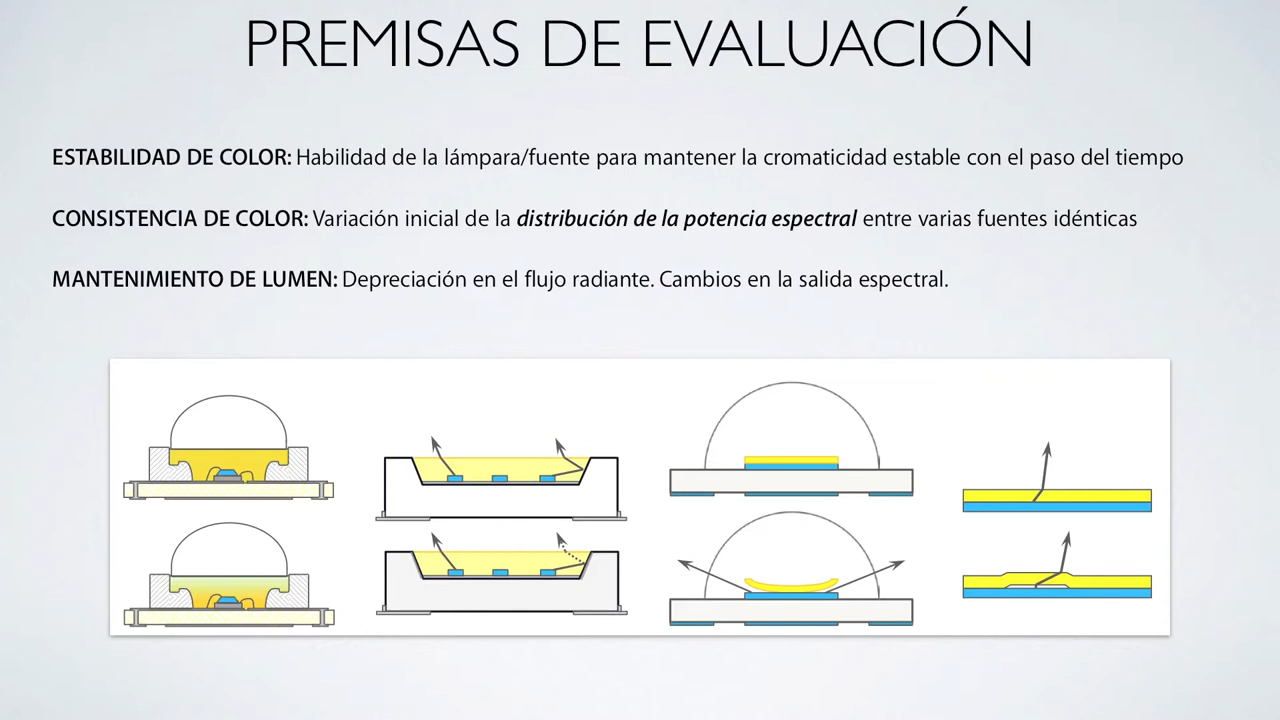 PREMISAS DE EVALUACIÓN
ESTABILIDAD DE COLOR: Habilidad de la lámpara/fuente para mantener la cromaticidad estable con el paso del tiempo
CONSISTENCIA DE COLOR: Variación inicial de la distribución de la potencia espectral entre varias fuentes idénticas
MANTENIMIENTO DE LUMEN: Depreciación en el flujo radiante. Cambios en la salida espectral.